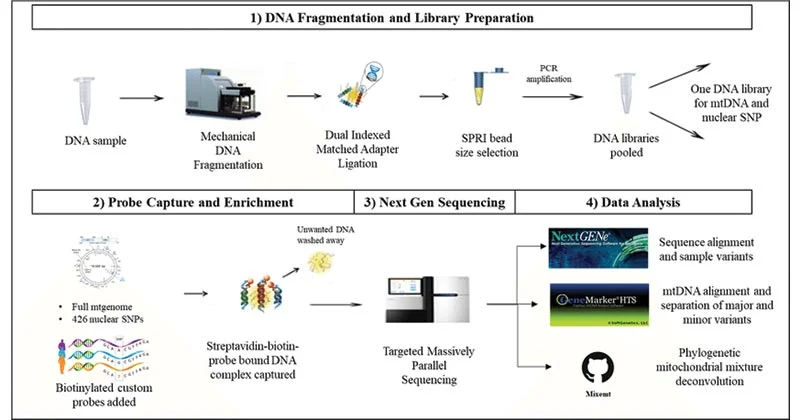 1) DNA Fragmentation and Library Preparation
DNA sample
Mechanical
DNA
Fragmentation
Dual Indexed
Matched Adapter
Ligation
SPRI bead
size selection
PCR
amplification
DNA libraries
pooled
One DNA library
for mtDNA and
nuclear SNP
2) Probe Capture and Enrichment
3) Next Gen Sequencing
4) Data Analysis
• Full mtgenome
• 426 nuclear SNPs
Biotinylated custom
probes added
Unwanted DNA
washed away
Streptavidin-biotin-
probe bound DNA
complex captured
Targeted Massively
Parallel
Sequencing
NextGENe
Sequence alignment
and sample variants
GeneMarker HTS
mtDNA alignment and
separation of major and
minor variants
Mixemt
Phylogenetic
mitochondrial mixture
deconvolution